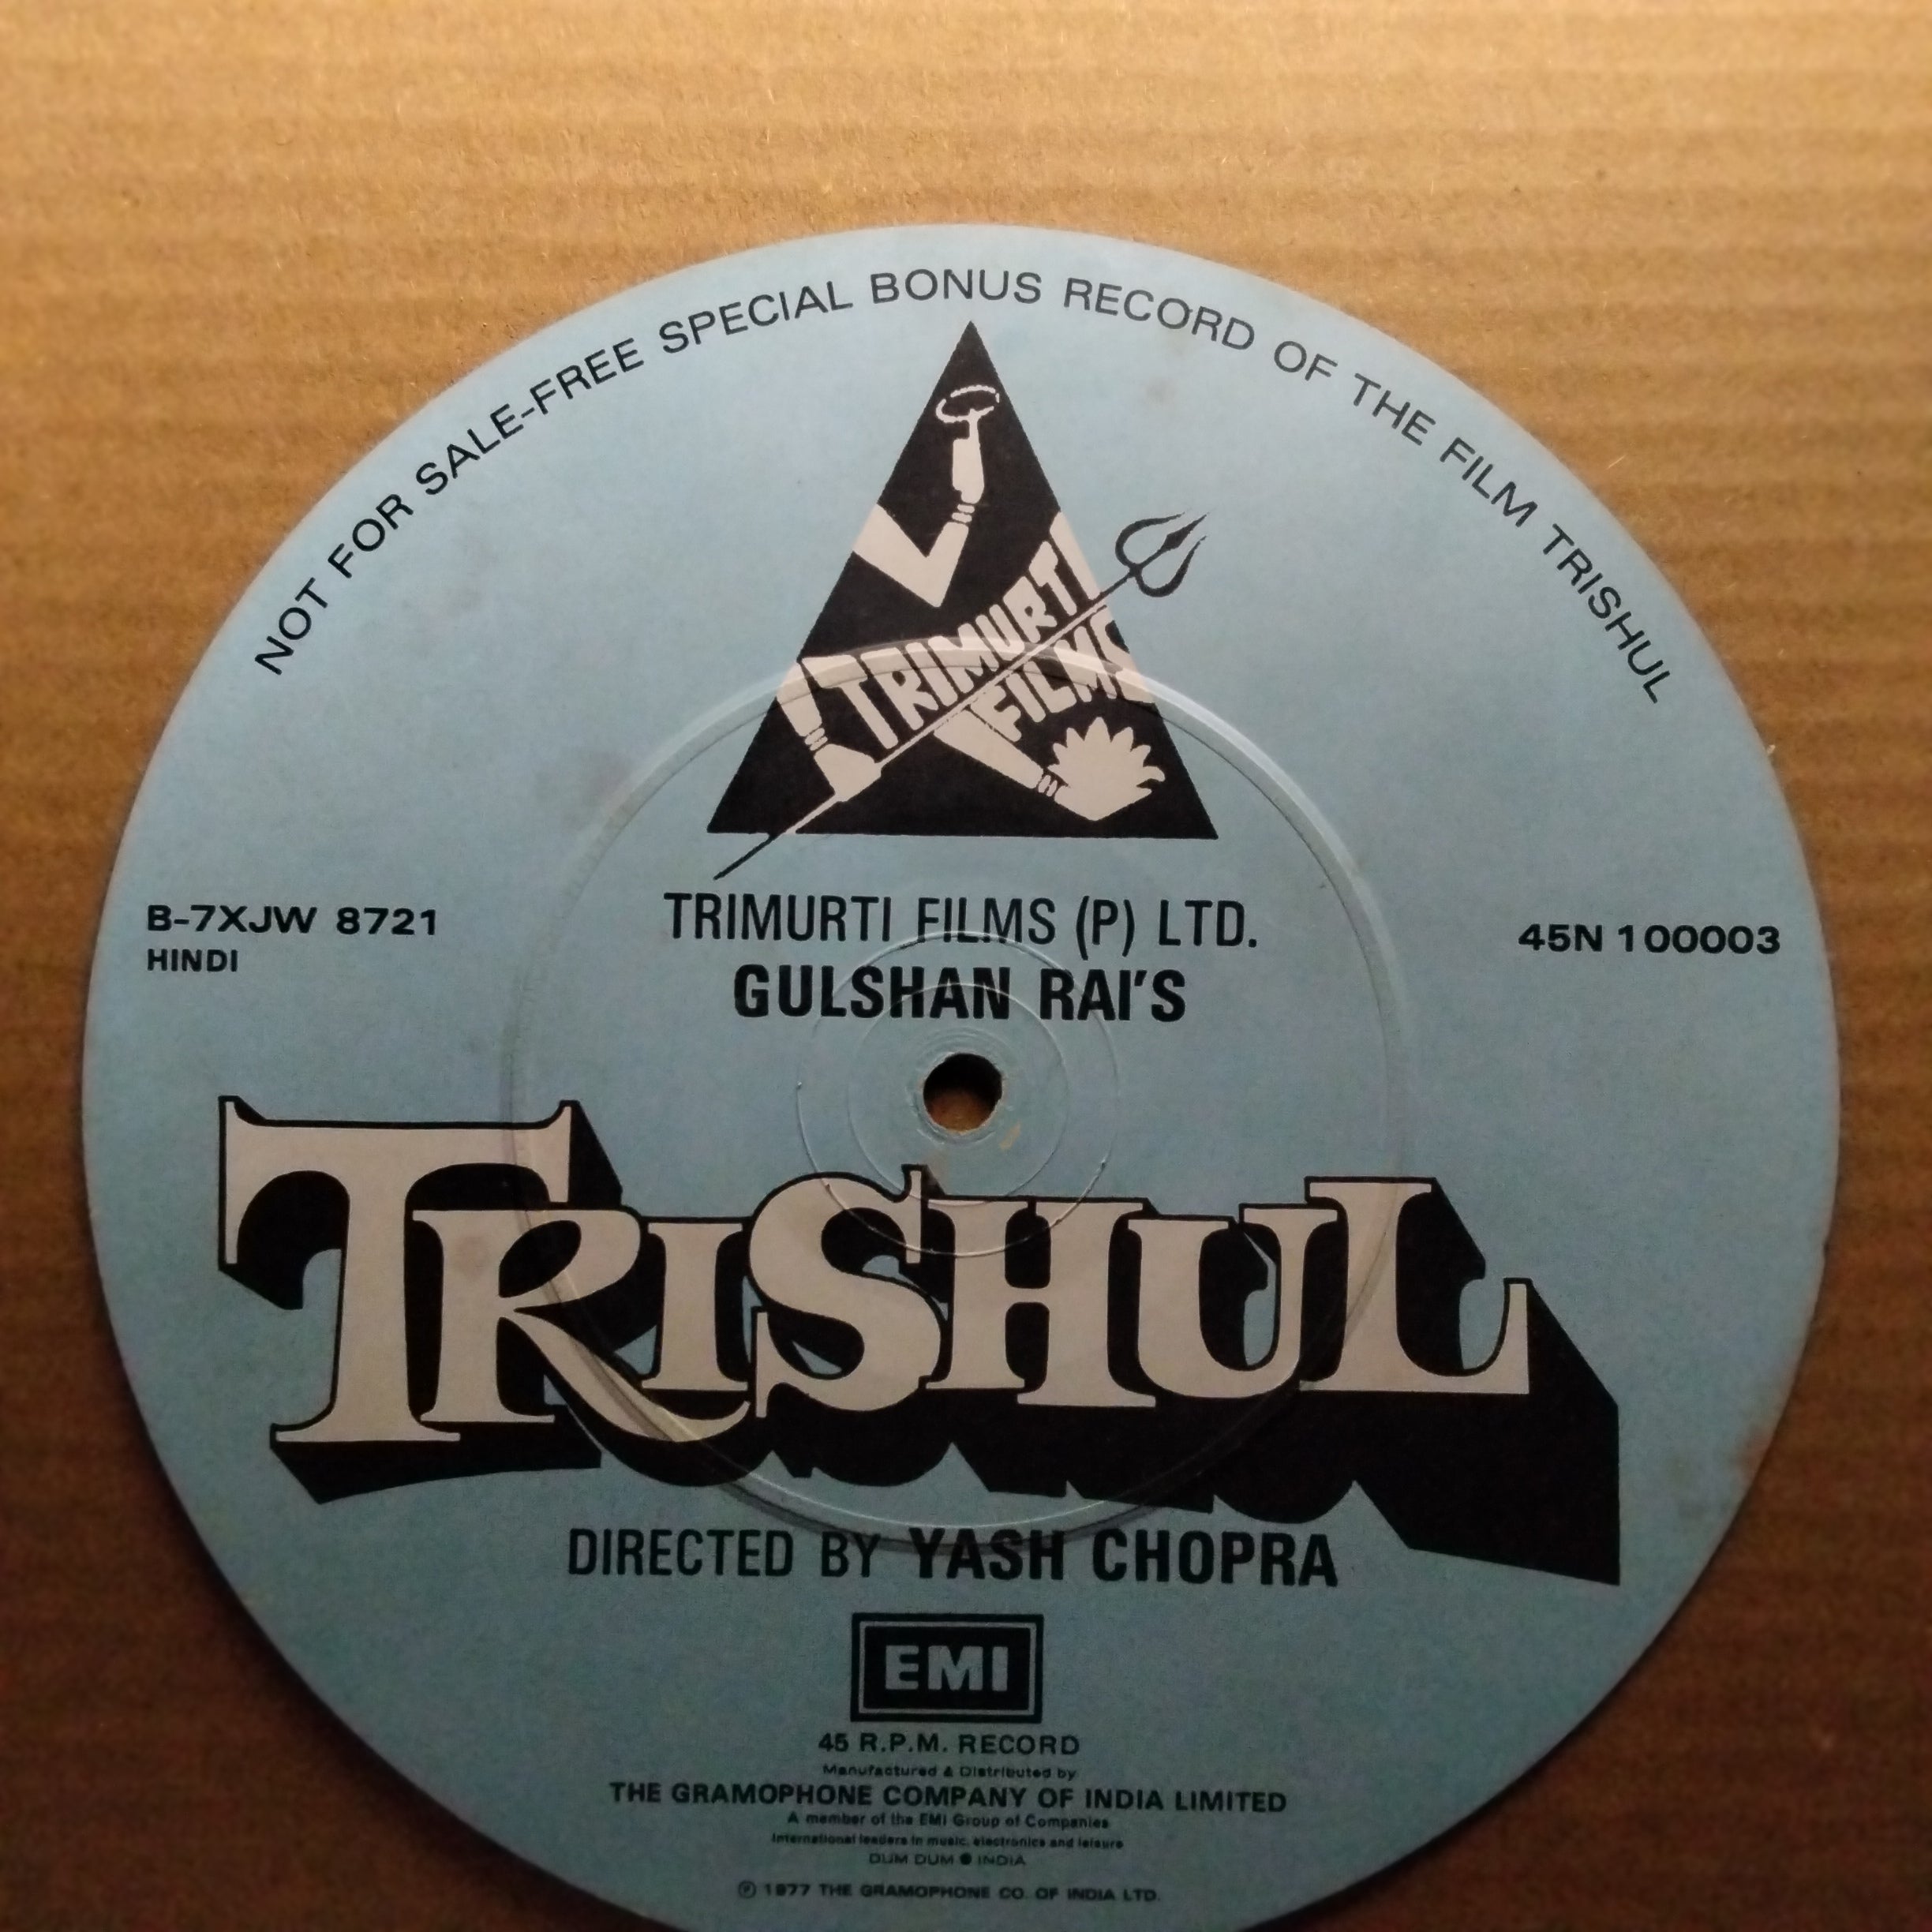 NOT FOR SALE-FREE SPECIAL BONUS RECORD OF THE FILM TRISHUL
TRIMURTI
FILMS
B-7XJW 8721
HINDI
TRIMURTI FILMS (P) LTD.
GULSHAN RAI'S
45N 100003
TRISHUL
DIRECTED BY YASH CHOPRA
EMI
45 R.P.M. RECORD
Manufactured & Distributed by
THE GRAMOPHONE COMPANY OF INDIA LIMITED
A member of the EMI Group of Companies
International leaders in music, electronics and leisure
DUM DUM ● INDIA
℗ 1977 THE GRAMOPHONE CO. OF INDIA LTD.